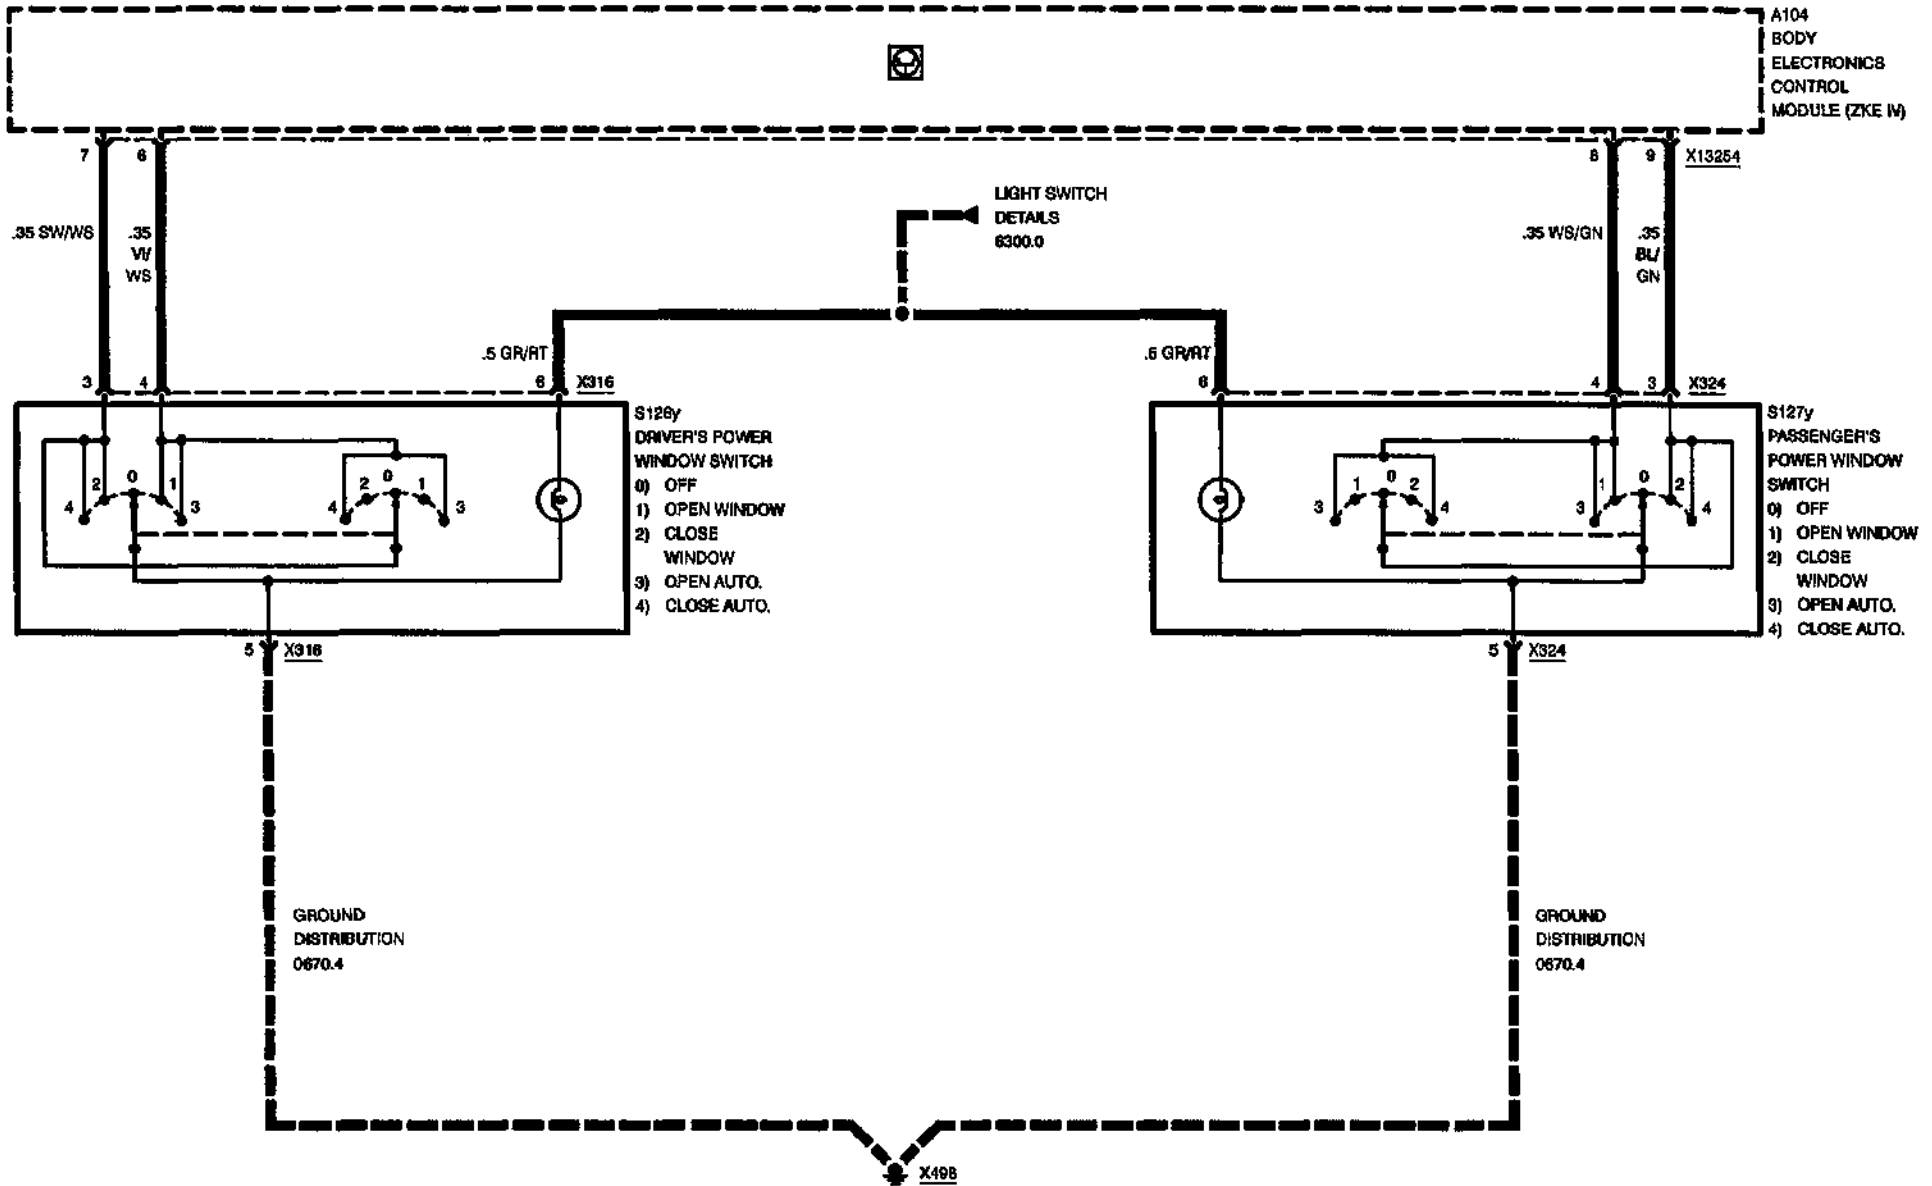 A104
BODY
ELECTRONICS
CONTROL
MODULE (ZKE IV)
7
6
8
9
X13254
.35 SW/WS
.35
VI/
WS
LIGHT SWITCH
DETAILS
6300.0
.35 WS/GN
.35
BL/
GN
.5 GR/RT
.5 GR/RT
3
4
6
X316
6
4
3
X324
S126y
DRIVER'S POWER
WINDOW SWITCH
0) OFF
1) OPEN WINDOW
2) CLOSE
WINDOW
3) OPEN AUTO.
4) CLOSE AUTO.
4
2
0
1
3
4
2
0
1
3
S127y
PASSENGER'S
POWER WINDOW
SWITCH
0) OFF
1) OPEN WINDOW
2) CLOSE
WINDOW
3) OPEN AUTO.
4) CLOSE AUTO.
3
1
0
2
4
3
1
0
2
4
5
X316
5
X324
GROUND
DISTRIBUTION
0670.4
GROUND
DISTRIBUTION
0670.4
X498